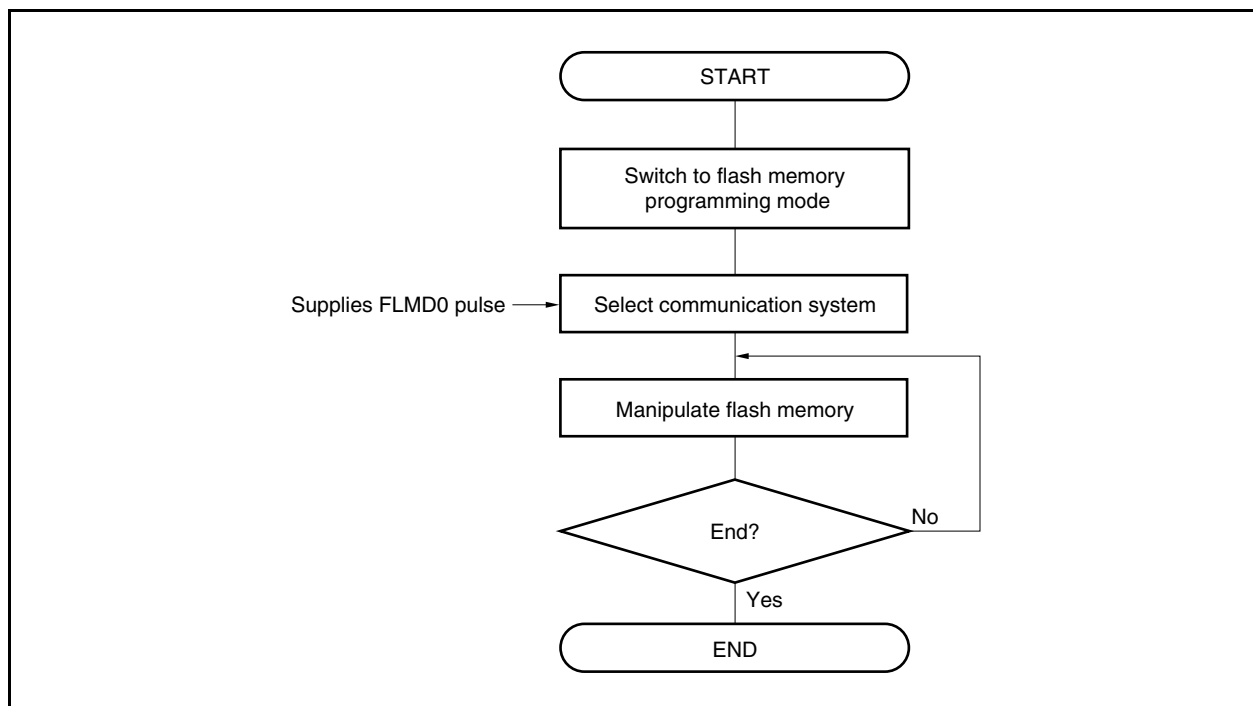 START
Switch to flash memory
programming mode
Supplies FLMD0 pulse
Select communication system
Manipulate flash memory
End?
No
Yes
END